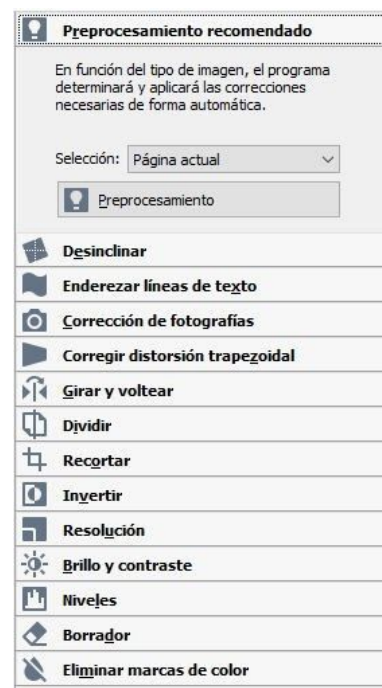 Preprocesamiento recomendado
En función del tipo de imagen, el programa
determinará y aplicará las correcciones
necesarias de forma automática.
Selección: Página actual
Preprocesamiento
Desinclinar
Enderezar líneas de texto
Corrección de fotografías
Corregir distorsión trapezoidal
Girar y voltear
Dividir
Recortar
Invertir
Resolución
Brillo y contraste
Niveles
Borrador
Eliminar marcas de color